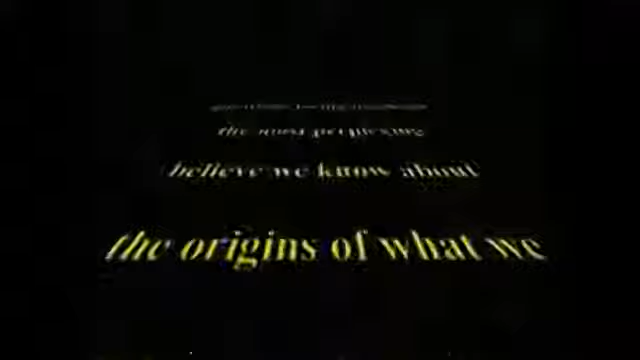 the most perplexing
believe we know about
the origins of what we